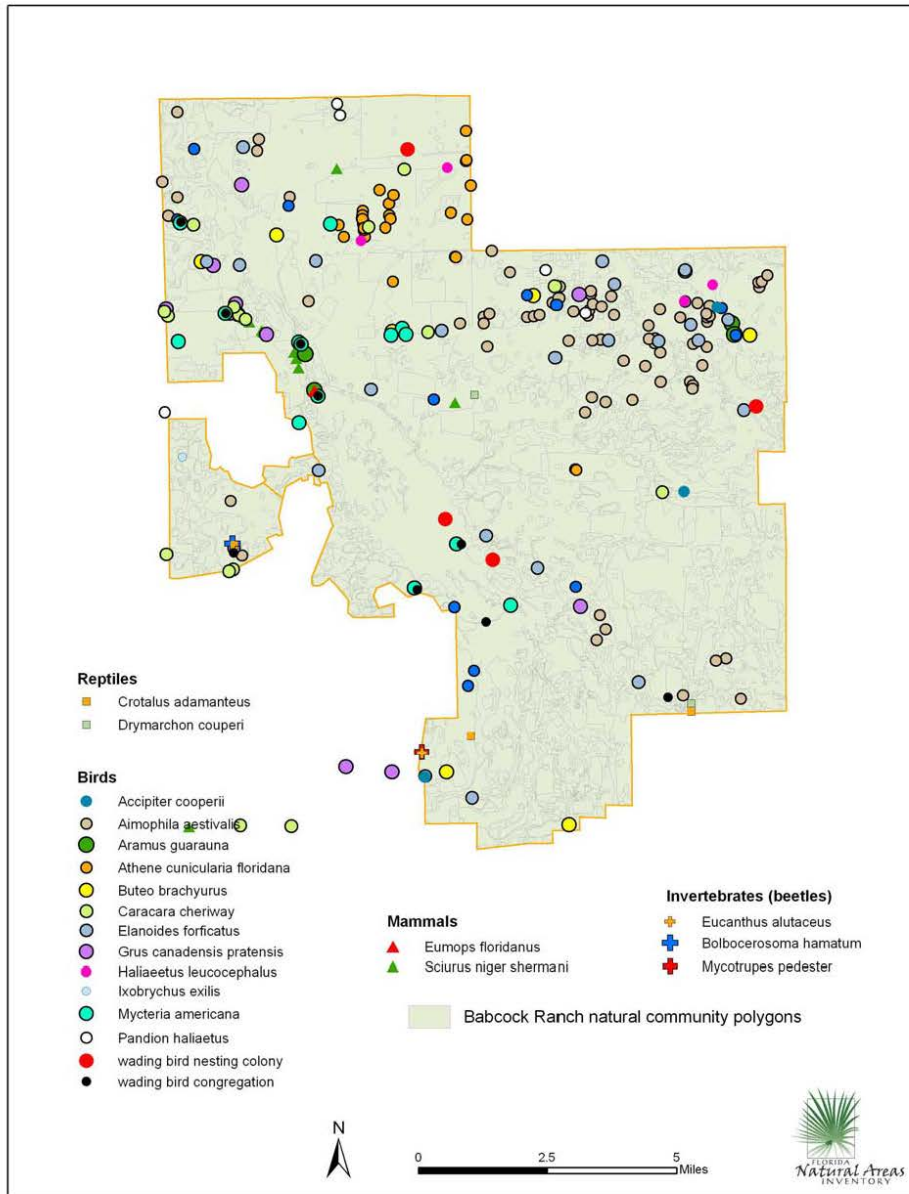 Reptiles
Crotalus adamanteus
Drymarchon couperi
Birds
Accipiter cooperii
Aimophila aestivalis
Aramus guarauna
Athene cunicularia floridana
Buteo brachyurus
Caracara cheriway
Elanoides forficatus
Grus canadensis pratensis
Haliaeetus leucocephalus
Ixobrychus exilis
Mycteria americana
Pandion haliaetus
wading bird nesting colony
wading bird congregation
Mammals
Eumops floridanus
Sciurus niger shermani
Invertebrates (beetles)
Eucanthus alutaceus
Bolbocerosoma hamatum
Mycotrupes pedester
Babcock Ranch natural community polygons
N
0 2.5 5
Miles
FLORIDA
Natural Areas
INVENTORY